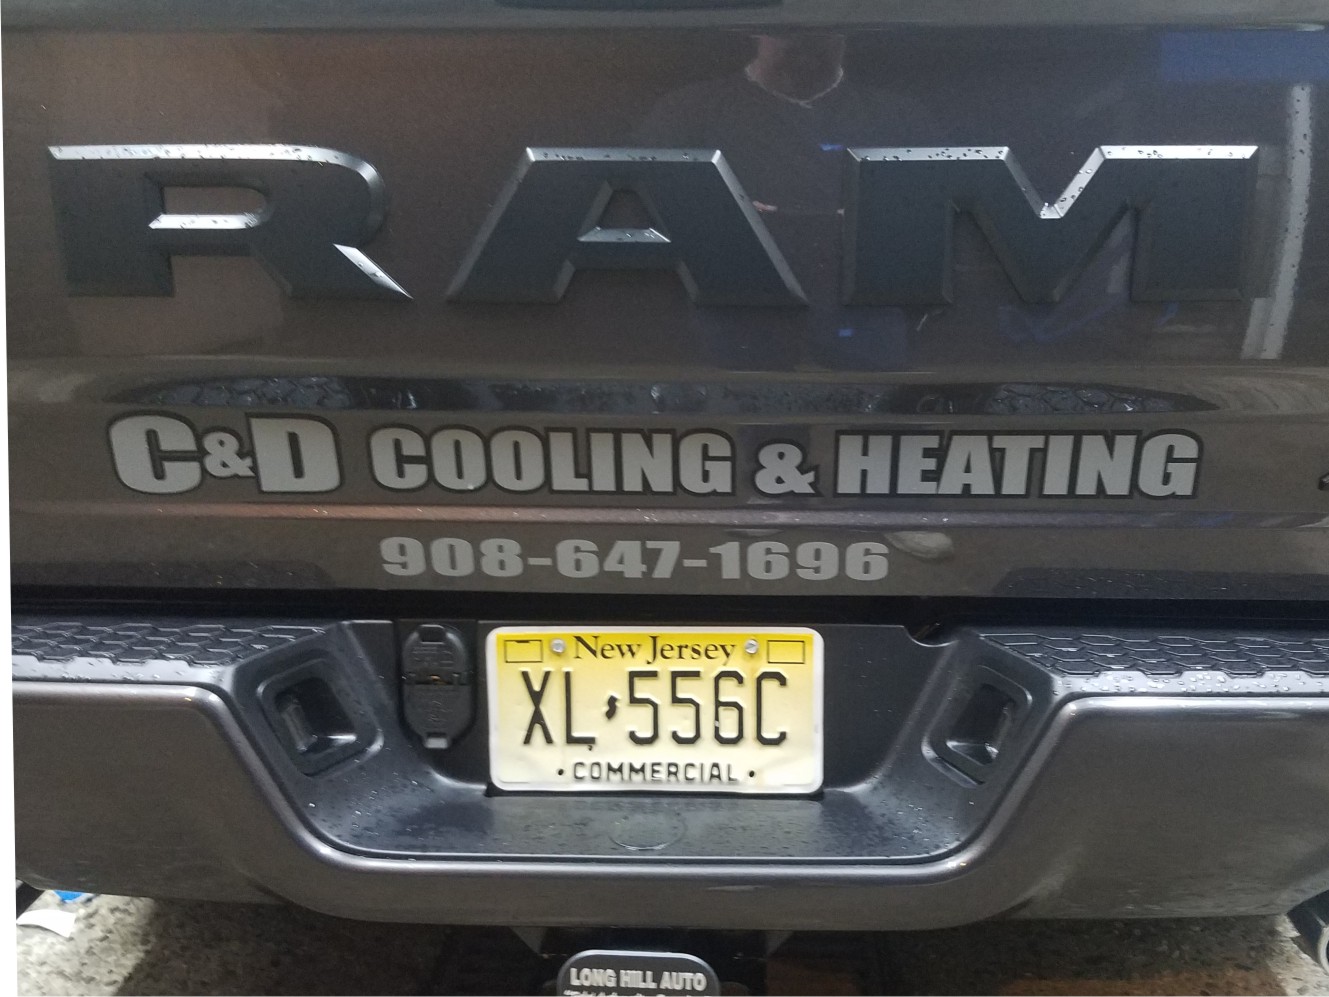 RAM
C&D COOLING & HEATING
908-647-1696
New Jersey
XL 556C
COMMERCIAL
LONG HILL AUTO